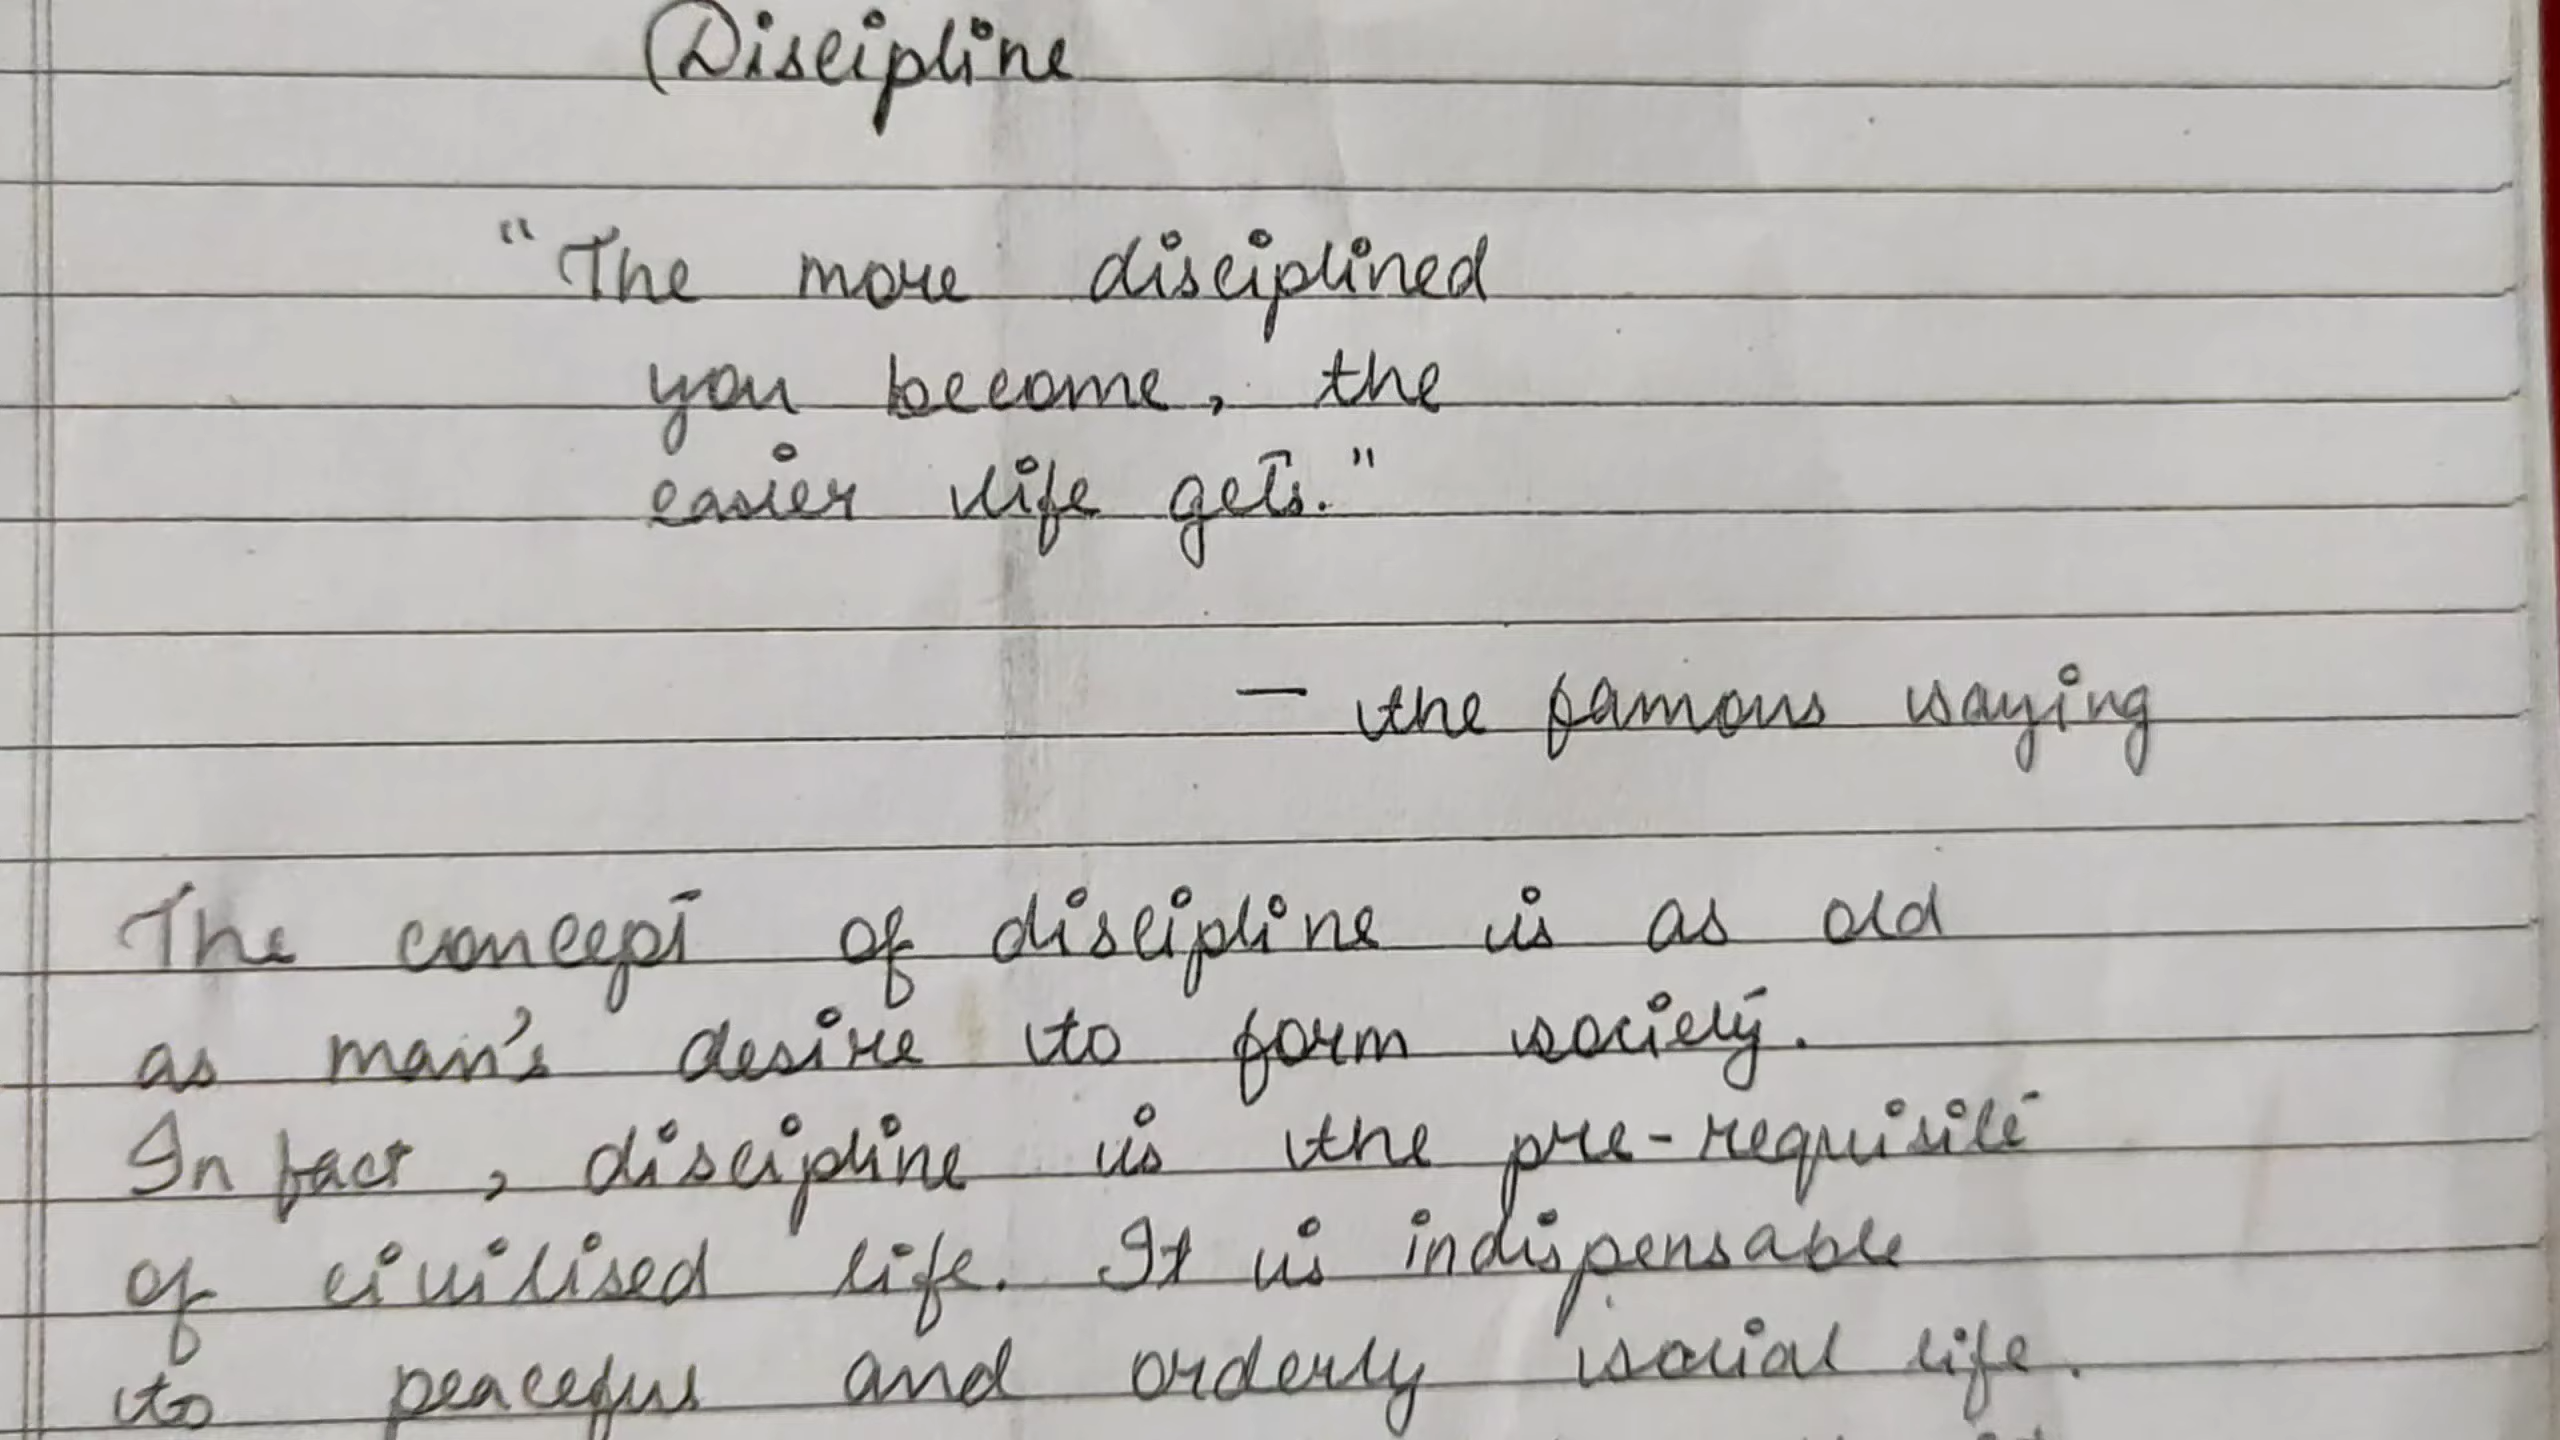 Discipline
"The more disciplined
you become, the
easier life gets."
— the famous saying
The concept of discipline is as old
as man's desire to form society.
In fact, discipline is the pre-requisite
of civilised life. It is indispensable
to peaceful and orderly social life.